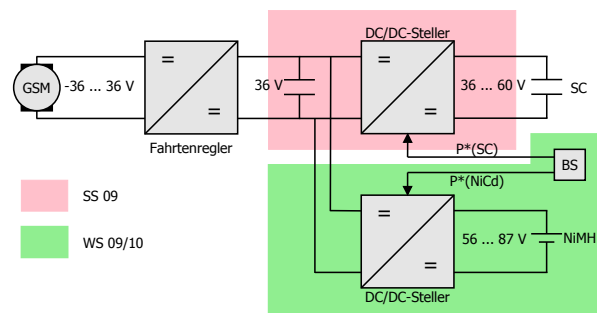 DC/DC-Steller
GSM
-36 ... 36 V
=
=
36 V
=
=
36 ... 60 V
SC
Fahrtenregler
P*(SC)
BS
P*(NiCd)
SS 09
WS 09/10
=
=
56 ... 87 V
NiMH
DC/DC-Steller